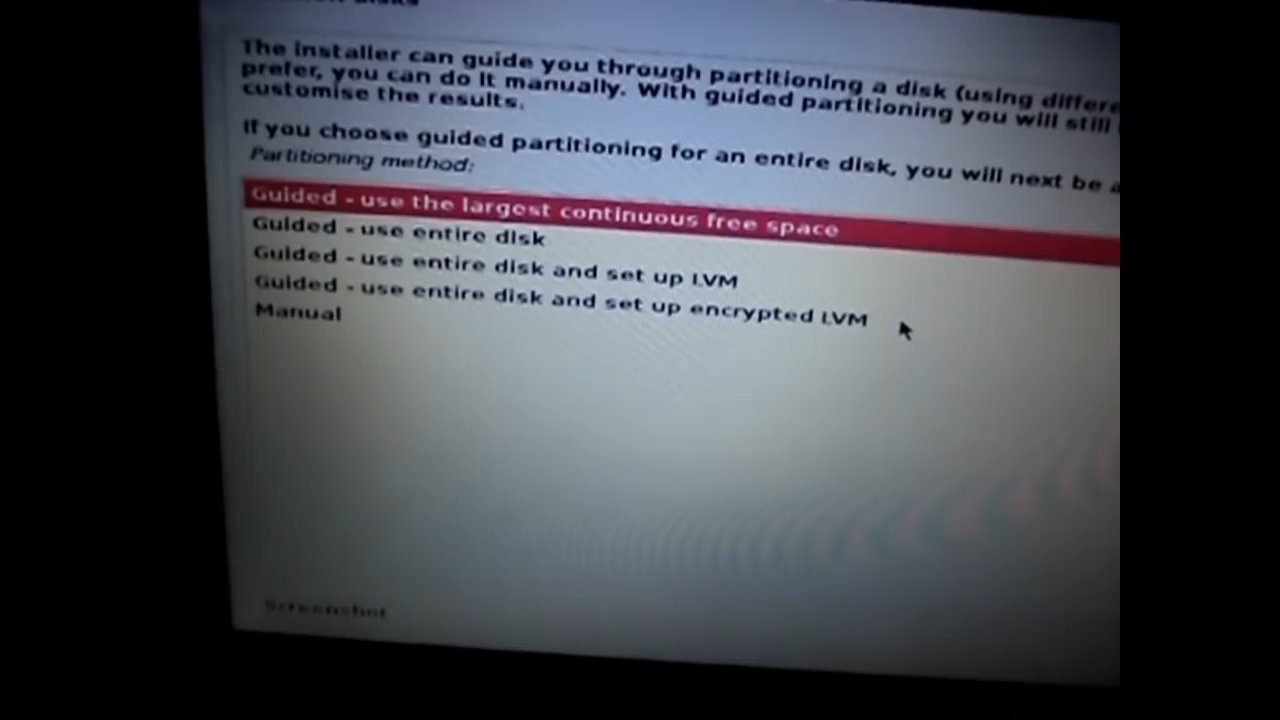 disks
The installer can guide you through partitioning a disk (using differe
prefer, you can do it manually. With guided partitioning you will still
customise the results.
If you choose guided partitioning for an entire disk, you will next be a
Partitioning method:
Guided - use the largest continuous free space
Guided - use entire disk
Guided - use entire disk and set up LVM
Guided - use entire disk and set up encrypted LVM
Manual
Screenshot